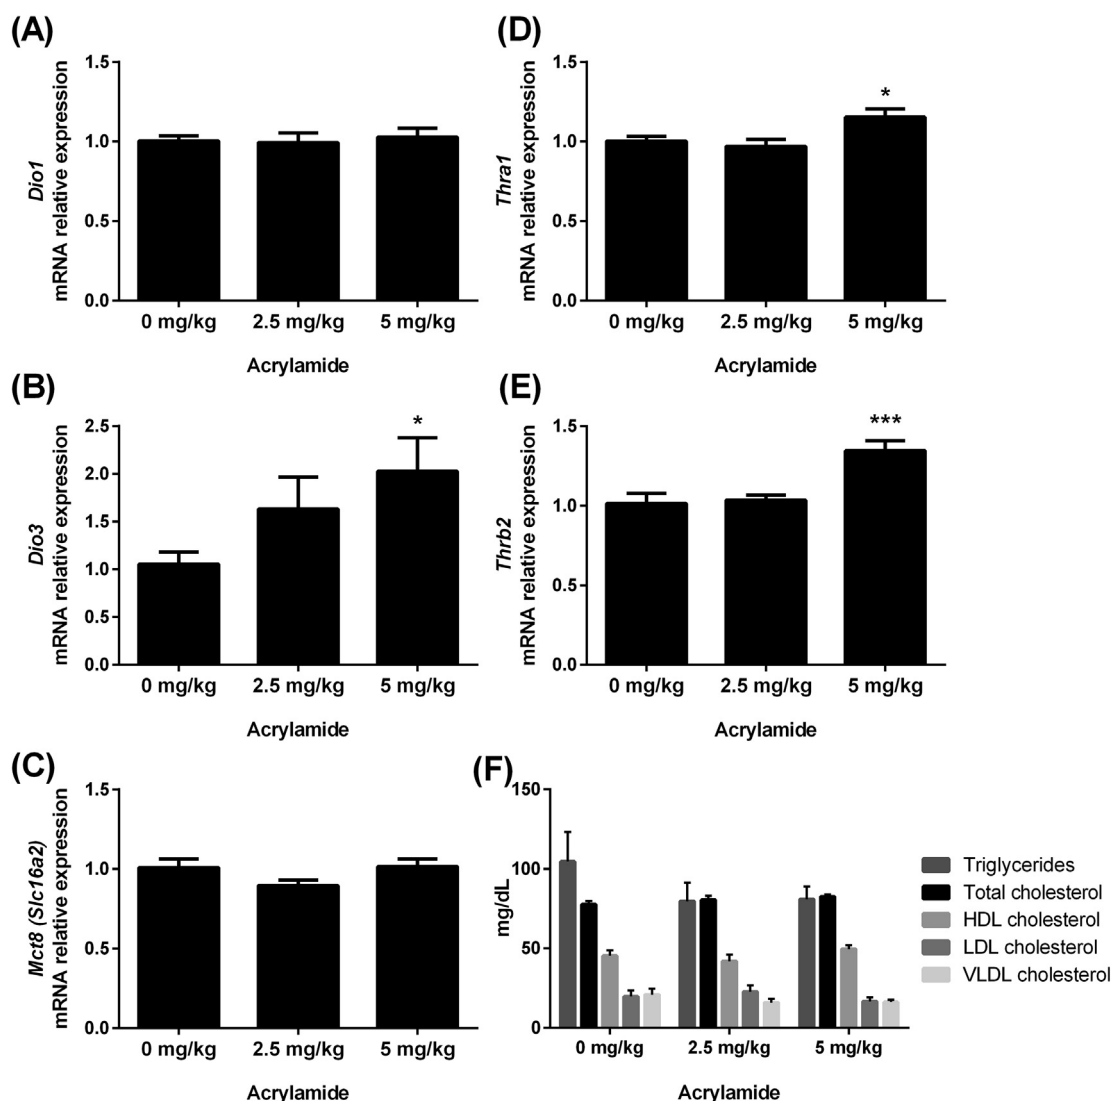 (A)
Dio1
mRNA relative expression
1.5
1.0
0.5
0.0
0 mg/kg 2.5 mg/kg 5 mg/kg
Acrylamide
(D)
Thra1
mRNA relative expression
1.5
1.0
0.5
0.0
*
0 mg/kg 2.5 mg/kg 5 mg/kg
Acrylamide
(B)
Dio3
mRNA relative expression
2.5
2.0
1.5
1.0
0.5
0.0
*
0 mg/kg 2.5 mg/kg 5 mg/kg
Acrylamide
(E)
Thrb2
mRNA relative expression
1.5
1.0
0.5
0.0
***
0 mg/kg 2.5 mg/kg 5 mg/kg
Acrylamide
(C)
Mct8 (Slc16a2)
mRNA relative expression
1.5
1.0
0.5
0.0
0 mg/kg 2.5 mg/kg 5 mg/kg
Acrylamide
(F)
mg/dL
150
100
50
0
0 mg/kg 2.5 mg/kg 5 mg/kg
Acrylamide
Triglycerides
Total cholesterol
HDL cholesterol
LDL cholesterol
VLDL cholesterol